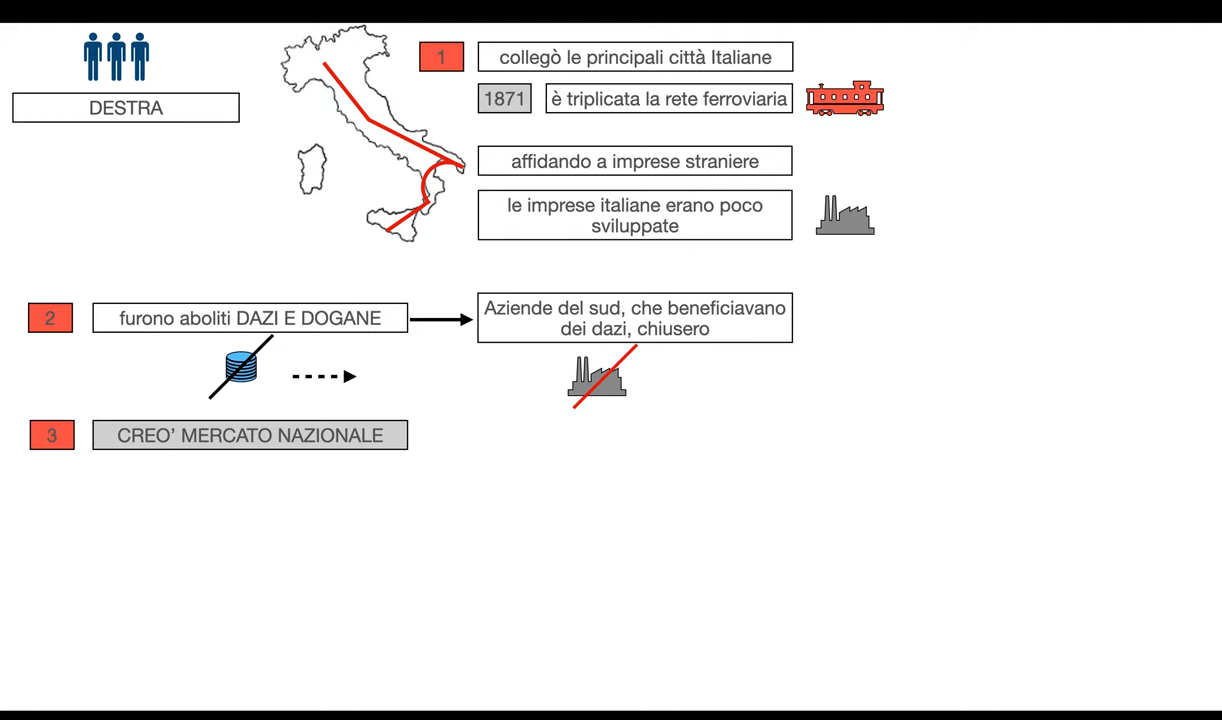 DESTRA
1
collegò le principali città Italiane
1871
è triplicata la rete ferroviaria
affidando a imprese straniere
le imprese italiane erano poco
sviluppate
2
furono aboliti DAZI E DOGANE
Aziende del sud, che beneficiavano
dei dazi, chiusero
3
CREO' MERCATO NAZIONALE